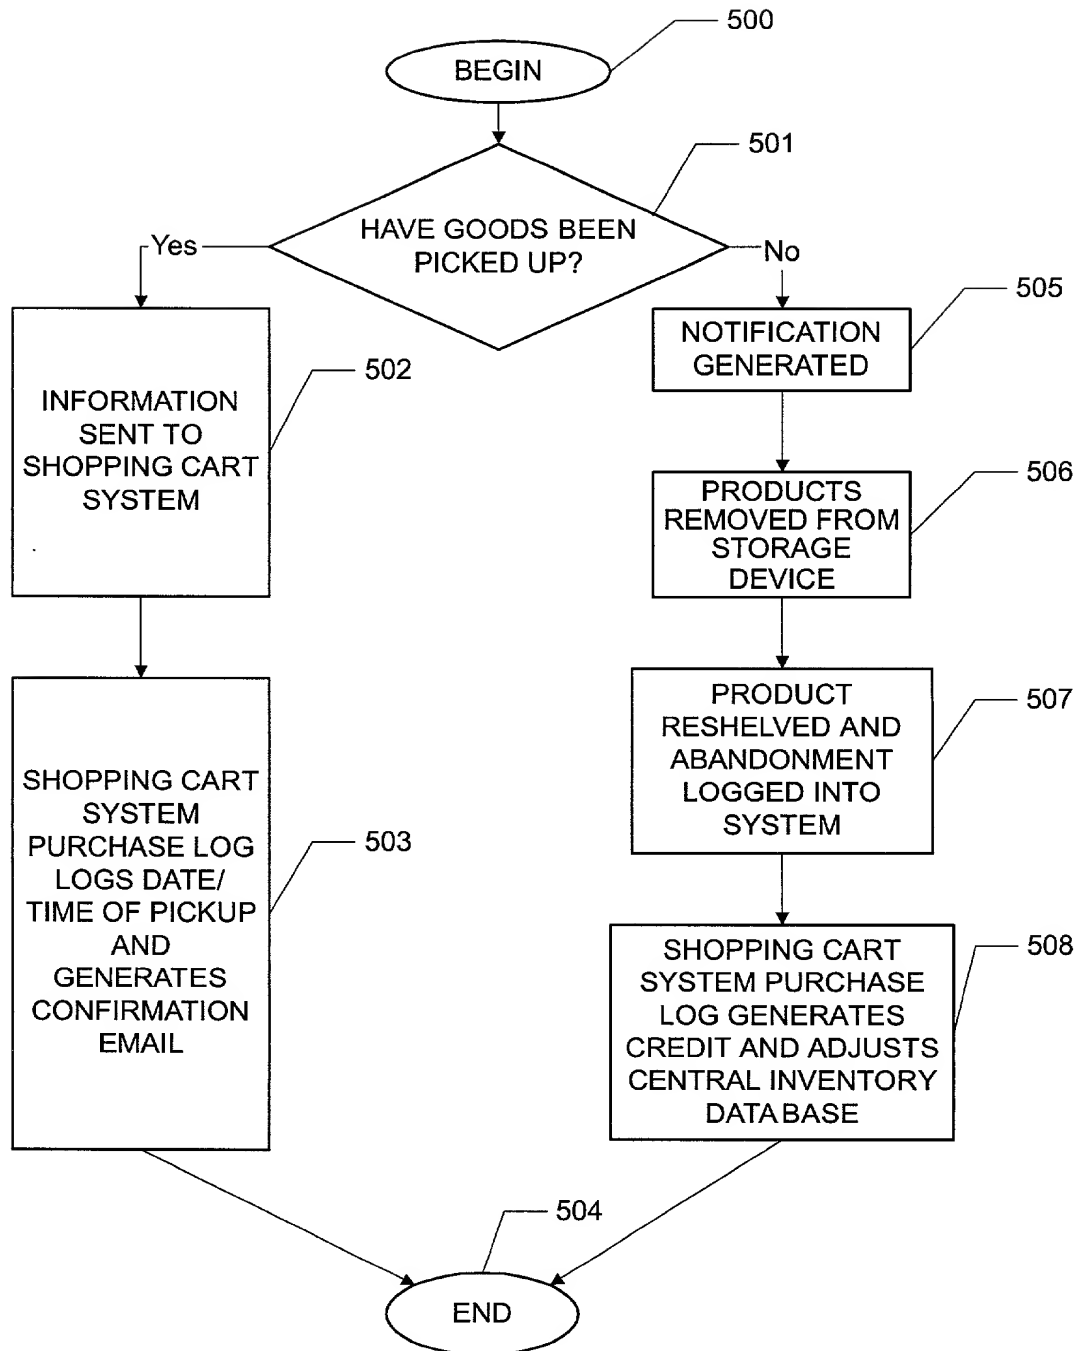 500
BEGIN
501
HAVE GOODS BEEN
PICKED UP?
Yes
No
505
NOTIFICATION
GENERATED
502
INFORMATION
SENT TO
SHOPPING CART
SYSTEM
506
PRODUCTS
REMOVED FROM
STORAGE
DEVICE
507
PRODUCT
RESHELVED AND
ABANDONMENT
LOGGED INTO
SYSTEM
503
SHOPPING CART
SYSTEM
PURCHASE LOG
LOGS DATE/
TIME OF PICKUP
AND
GENERATES
CONFIRMATION
EMAIL
508
SHOPPING CART
SYSTEM PURCHASE
LOG GENERATES
CREDIT AND ADJUSTS
CENTRAL INVENTORY
DATABASE
504
END